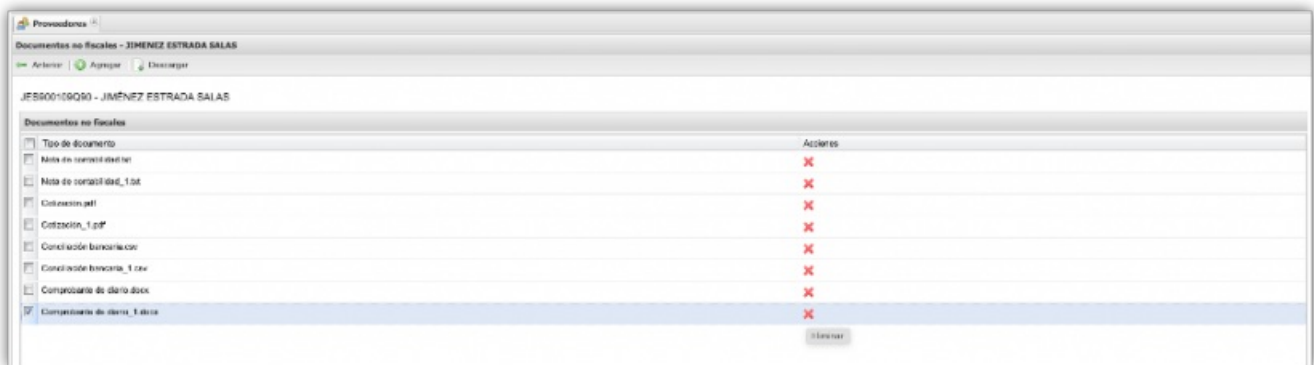 Proveedores
Documentos no fiscales - JIMENEZ ESTRADA SALAS
Anterior Agregar Descargar
JES900109Q90 - JIMÉNEZ ESTRADA SALAS
Documentos no fiscales
Tipo de documento Acciones
Nota de contabilidad.txt
Nota de contabilidad_1.txt
Cotización.pdf
Cotización_1.pdf
Conciliación bancaria.csv
Conciliación bancaria_1.csv
Comprobante de diario.docx
Comprobante de diario_1.docx
Eliminar